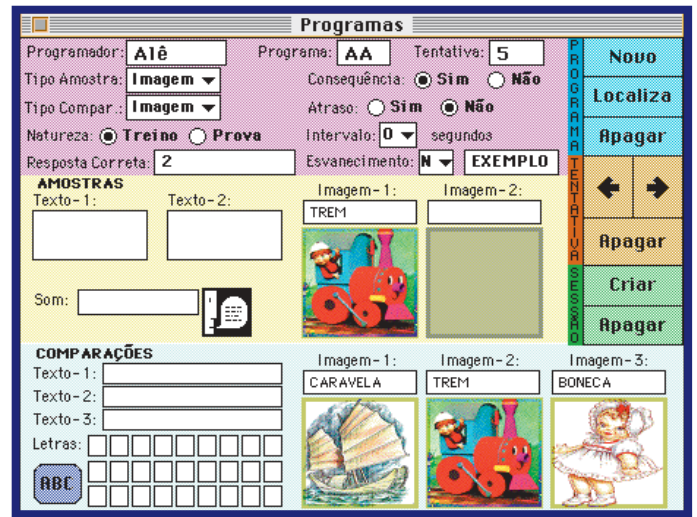 Programas
Programador: Alê Programa: AA Tentativa: 5
Tipo Amostra: Imagem Consequência: Sim Não
Tipo Compar.: Imagem Atraso: Sim Não
Natureza: Treino Prova Intervalo: 0 segundos
Resposta Correta: 2 Esvanecimento: N EXEMPLO
PROGRAMA
Novo
Localiza
Apagar
TENTATIVA
Apagar
SESSÃO
Criar
Apagar
AMOSTRAS
Texto-1: Texto-2: Imagem-1: Imagem-2:
TREM
Som:
COMPARAÇÕES
Texto-1: Imagem-1: Imagem-2: Imagem-3:
CARAVELA TREM BONECA
Texto-2:
Texto-3:
Letras:
ABC